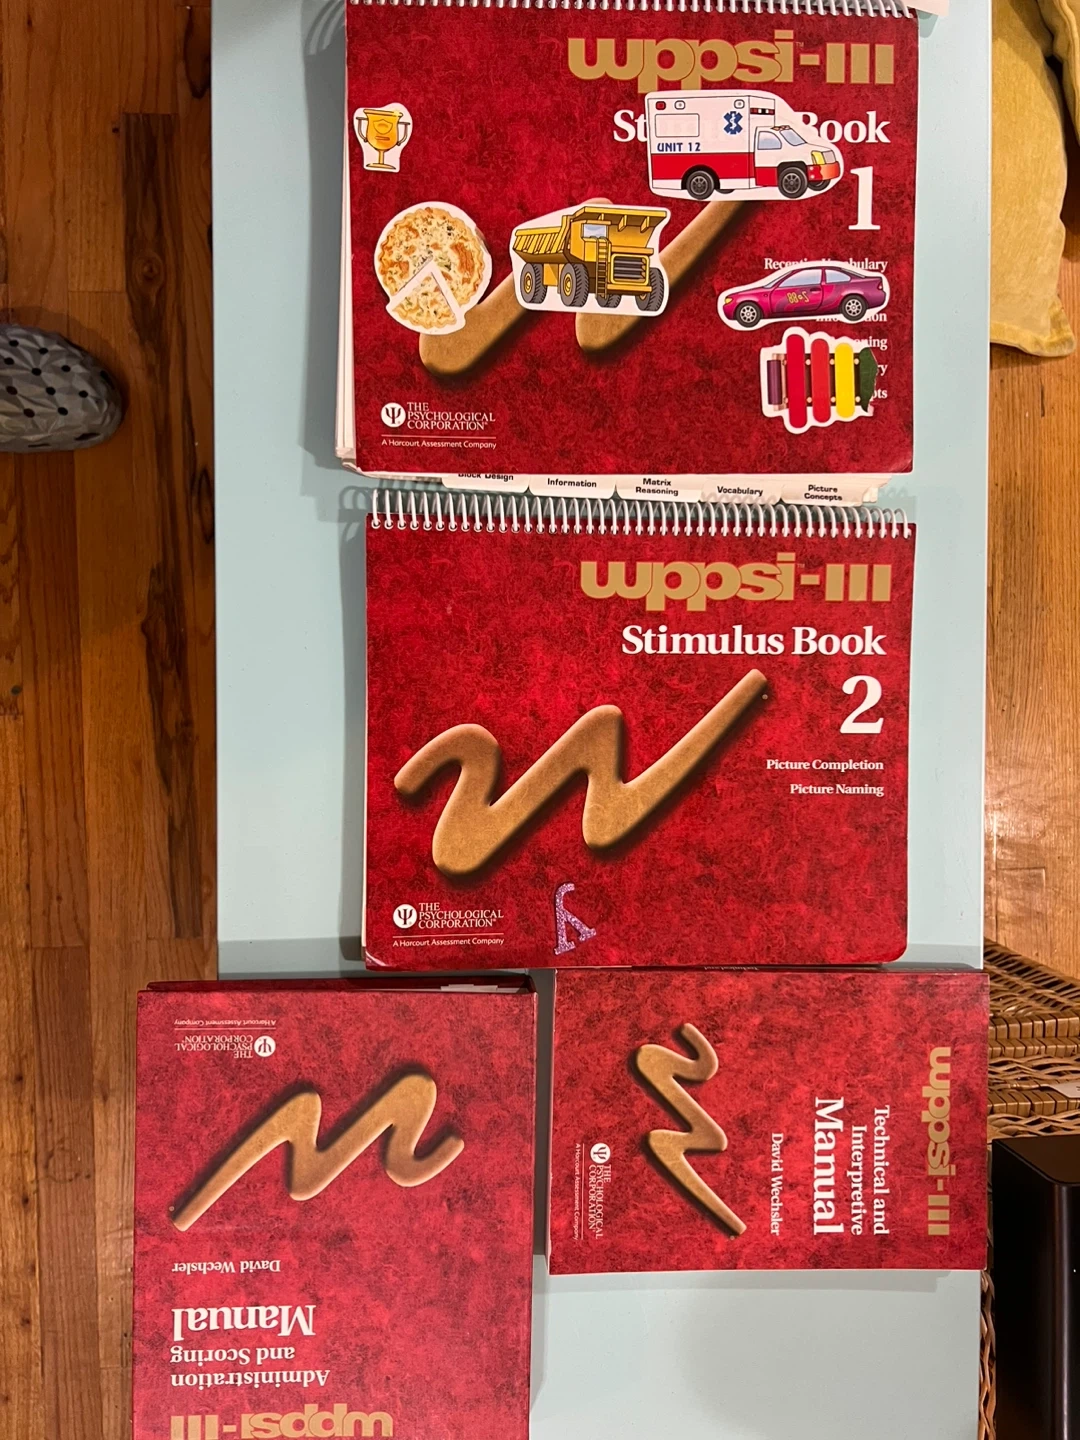 wppsi-III
Book
UNIT 12
1
Vocabulary
THE
PSYCHOLOGICAL
CORPORATION
A Harcourt Assessment Company
Block Design
Information
Matrix
Reasoning
Vocabulary
Picture
Concepts
wppsi-III
Stimulus Book
2
Picture Completion
Picture Naming
THE
PSYCHOLOGICAL
CORPORATION
A Harcourt Assessment Company
wppsi-III
Administration
and Scoring
Manual
David Wechsler
THE
PSYCHOLOGICAL
CORPORATION
A Harcourt Assessment Company
wppsi-III
Technical and
Interpretive
Manual
David Wechsler
THE
PSYCHOLOGICAL
CORPORATION
A Harcourt Assessment Company